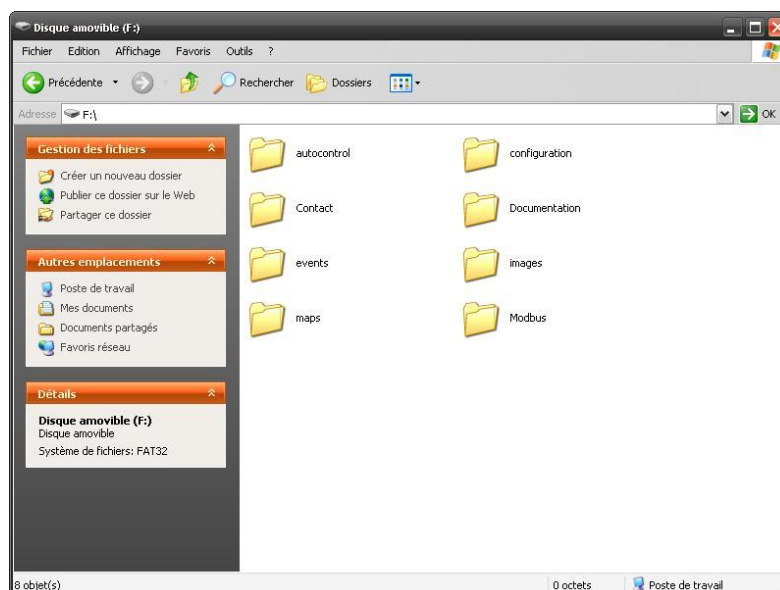 Disque amovible (F:)
Fichier Edition Affichage Favoris Outils ?
Précédente Rechercher Dossiers
Adresse F:\ OK
Gestion des fichiers
Créer un nouveau dossier
Publier ce dossier sur le Web
Partager ce dossier
Autres emplacements
Poste de travail
Mes documents
Documents partagés
Favoris réseau
Détails
Disque amovible (F:)
Disque amovible
Système de fichiers: FAT32
autocontrol configuration
Contact Documentation
events images
maps Modbus
8 objet(s) 0 octets Poste de travail